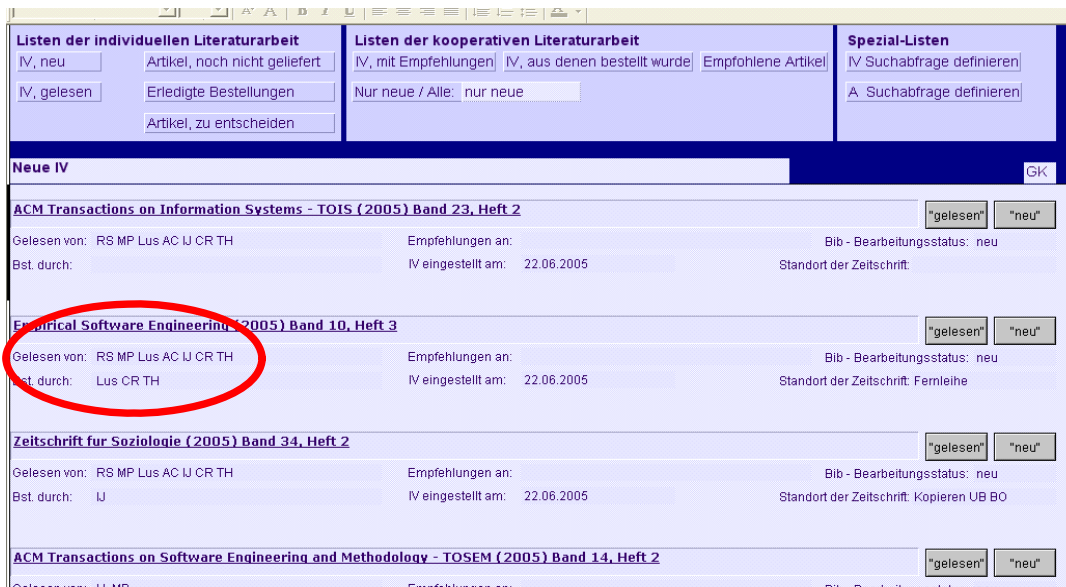 Listen der individuellen Literaturarbeit Listen der kooperativen Literaturarbeit Spezial-Listen
IV, neu Artikel, noch nicht geliefert IV, mit Empfehlungen IV, aus denen bestellt wurde Empfohlene Artikel IV Suchabfrage definieren
IV, gelesen Erledigte Bestellungen Nur neue / Alle: nur neue A Suchabfrage definieren
Artikel, zu entscheiden
Neue IV
GK
ACM Transactions on Information Systems - TOIS (2005) Band 23, Heft 2 "gelesen" "neu"
Gelesen von: RS MP Lus AC IJ CR TH Empfehlungen an: Bib - Bearbeitungsstatus: neu
Bst. durch: IV eingestellt am: 22.06.2005 Standort der Zeitschrift:
Empirical Software Engineering (2005) Band 10, Heft 3 "gelesen" "neu"
Gelesen von: RS MP Lus AC IJ CR TH Empfehlungen an: Bib - Bearbeitungsstatus: neu
Bst. durch: Lus CR TH IV eingestellt am: 22.06.2005 Standort der Zeitschrift: Fernleihe
Zeitschrift fur Soziologie (2005) Band 34, Heft 2 "gelesen" "neu"
Gelesen von: RS MP Lus AC IJ CR TH Empfehlungen an: Bib - Bearbeitungsstatus: neu
Bst. durch: IJ IV eingestellt am: 22.06.2005 Standort der Zeitschrift: Kopieren UB BO
ACM Transactions on Software Engineering and Methodology - TOSEM (2005) Band 14, Heft 2 "gelesen" "neu"